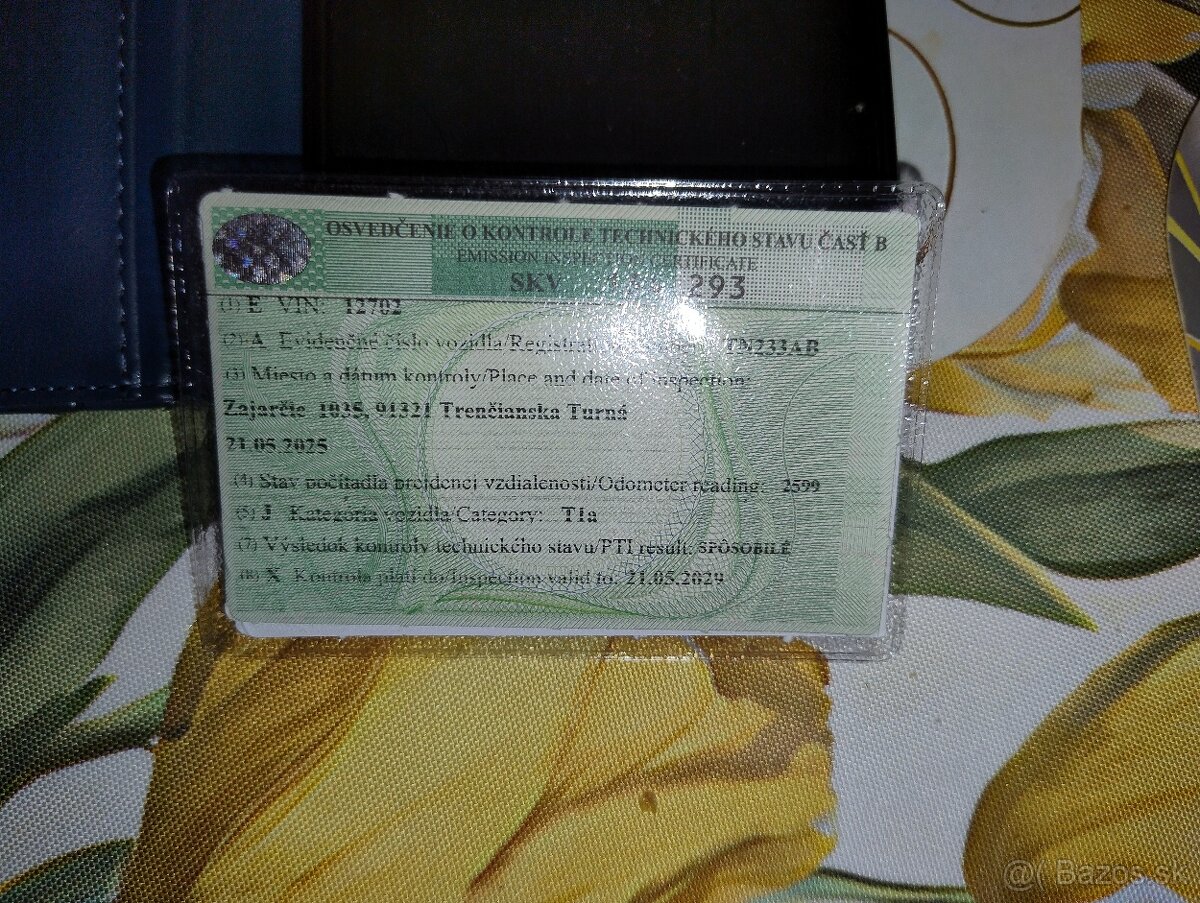 OSVEDČENIE O KONTROLE TECHNICKÉHO STAVU ČASŤ B
EMISSION INSPECTION CERTIFICATE
SKV 293
(1) E VIN: 12702
(2) A Evidenčné číslo vozidla/Registrat TN233AB
(3) Miesto a dátum kontroly/Place and date of inspection:
Zajarčie 1035, 91321 Trenčianska Turná
21.05.2025
(4) Stav počítadla prejdenej vzdialenosti/Odometer reading: 2599
(5) J Kategória vozidla/Category: T1a
(7) Výsledok kontroly technického stavu/PTI result: SPÔSOBILÉ
(8) X Kontrola platí do/Inspection valid to: 21.05.2029
@( Bazos.sk